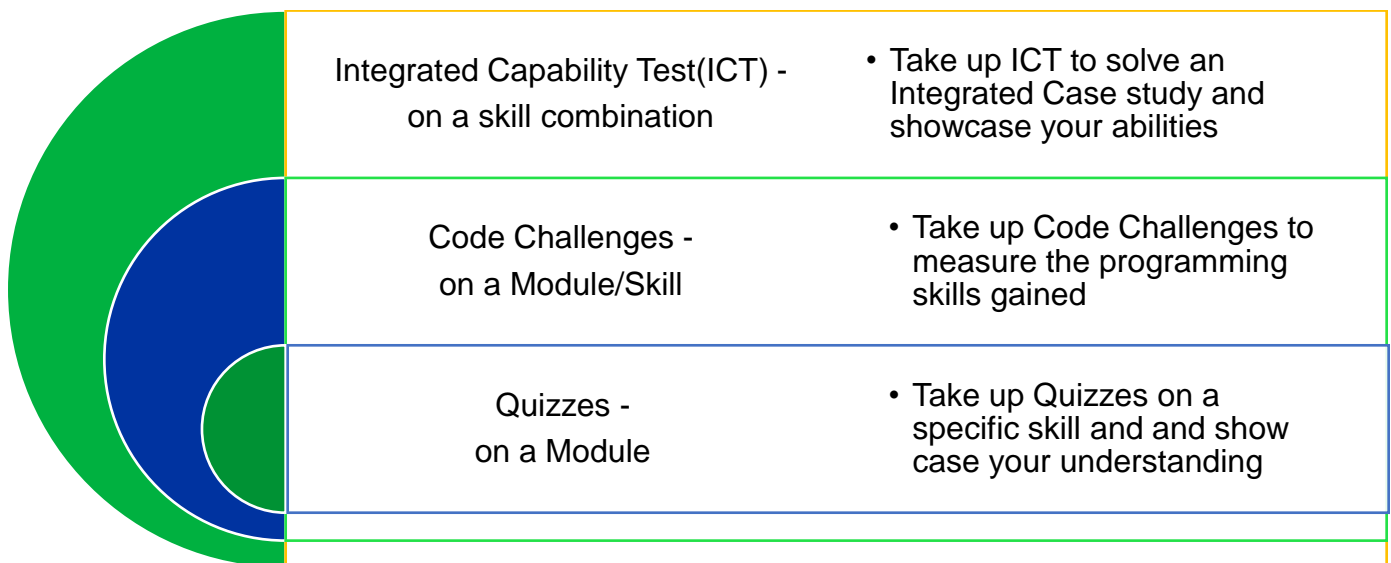 Integrated Capability Test(ICT) -
on a skill combination
• Take up ICT to solve an
Integrated Case study and
showcase your abilities
Code Challenges -
on a Module/Skill
• Take up Code Challenges to
measure the programming
skills gained
Quizzes -
on a Module
• Take up Quizzes on a
specific skill and and show
case your understanding